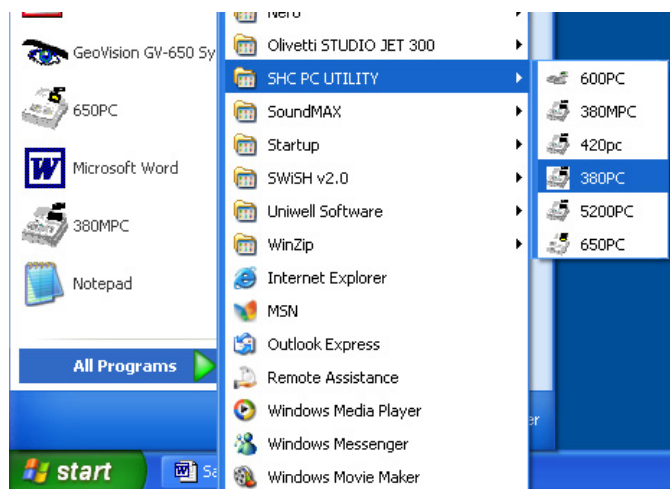 GeoVision GV-650 Sy
650PC
Microsoft Word
380MPC
Notepad
All Programs
start
Nero
Olivetti STUDIO JET 300
SHC PC UTILITY
SoundMAX
Startup
SWiSH v2.0
Uniwell Software
WinZip
Internet Explorer
MSN
Outlook Express
Remote Assistance
Windows Media Player
Windows Messenger
Windows Movie Maker
600PC
380MPC
420pc
380PC
5200PC
650PC